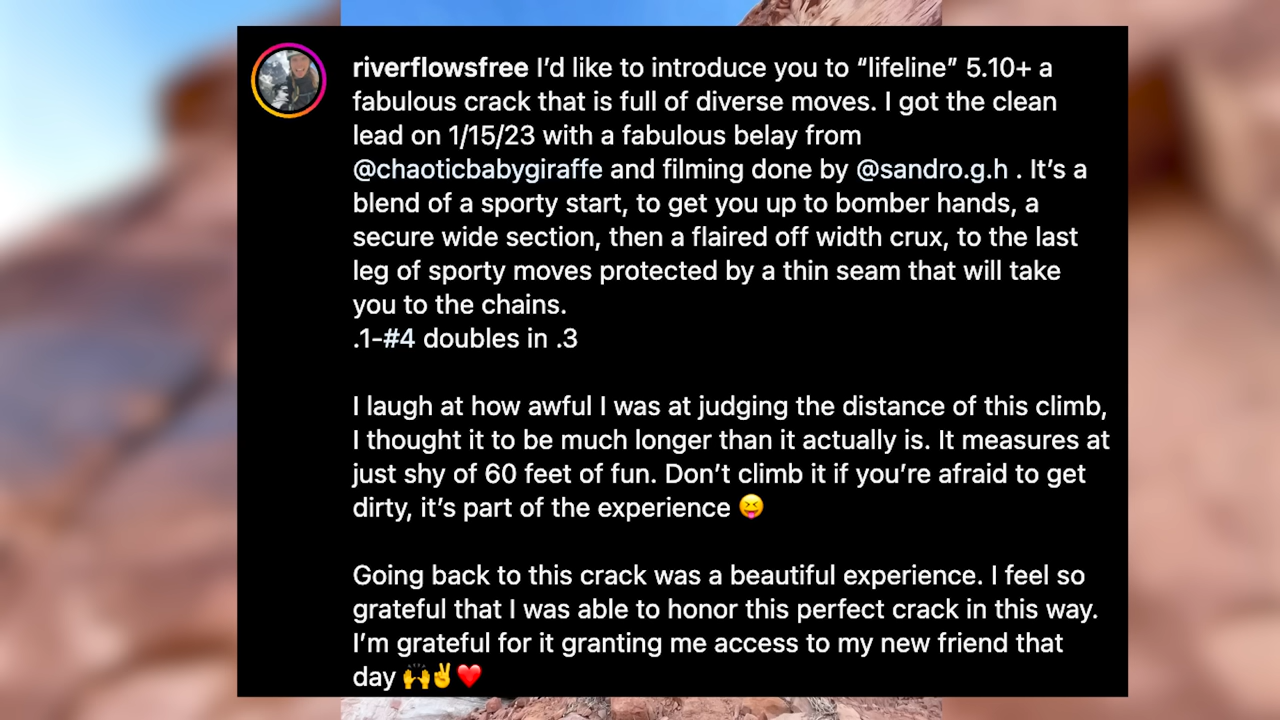 riverflowsfree I’d like to introduce you to “lifeline” 5.10+ a
fabulous crack that is full of diverse moves. I got the clean
lead on 1/15/23 with a fabulous belay from
@chaoticbabygiraffe and filming done by @sandro.g.h . It’s a
blend of a sporty start, to get you up to bomber hands, a
secure wide section, then a flaired off width crux, to the last
leg of sporty moves protected by a thin seam that will take
you to the chains.
.1-#4 doubles in .3
I laugh at how awful I was at judging the distance of this climb,
I thought it to be much longer than it actually is. It measures at
just shy of 60 feet of fun. Don’t climb it if you’re afraid to get
dirty, it’s part of the experience 😝
Going back to this crack was a beautiful experience. I feel so
grateful that I was able to honor this perfect crack in this way.
I’m grateful for it granting me access to my new friend that
day 🙌✌️❤️